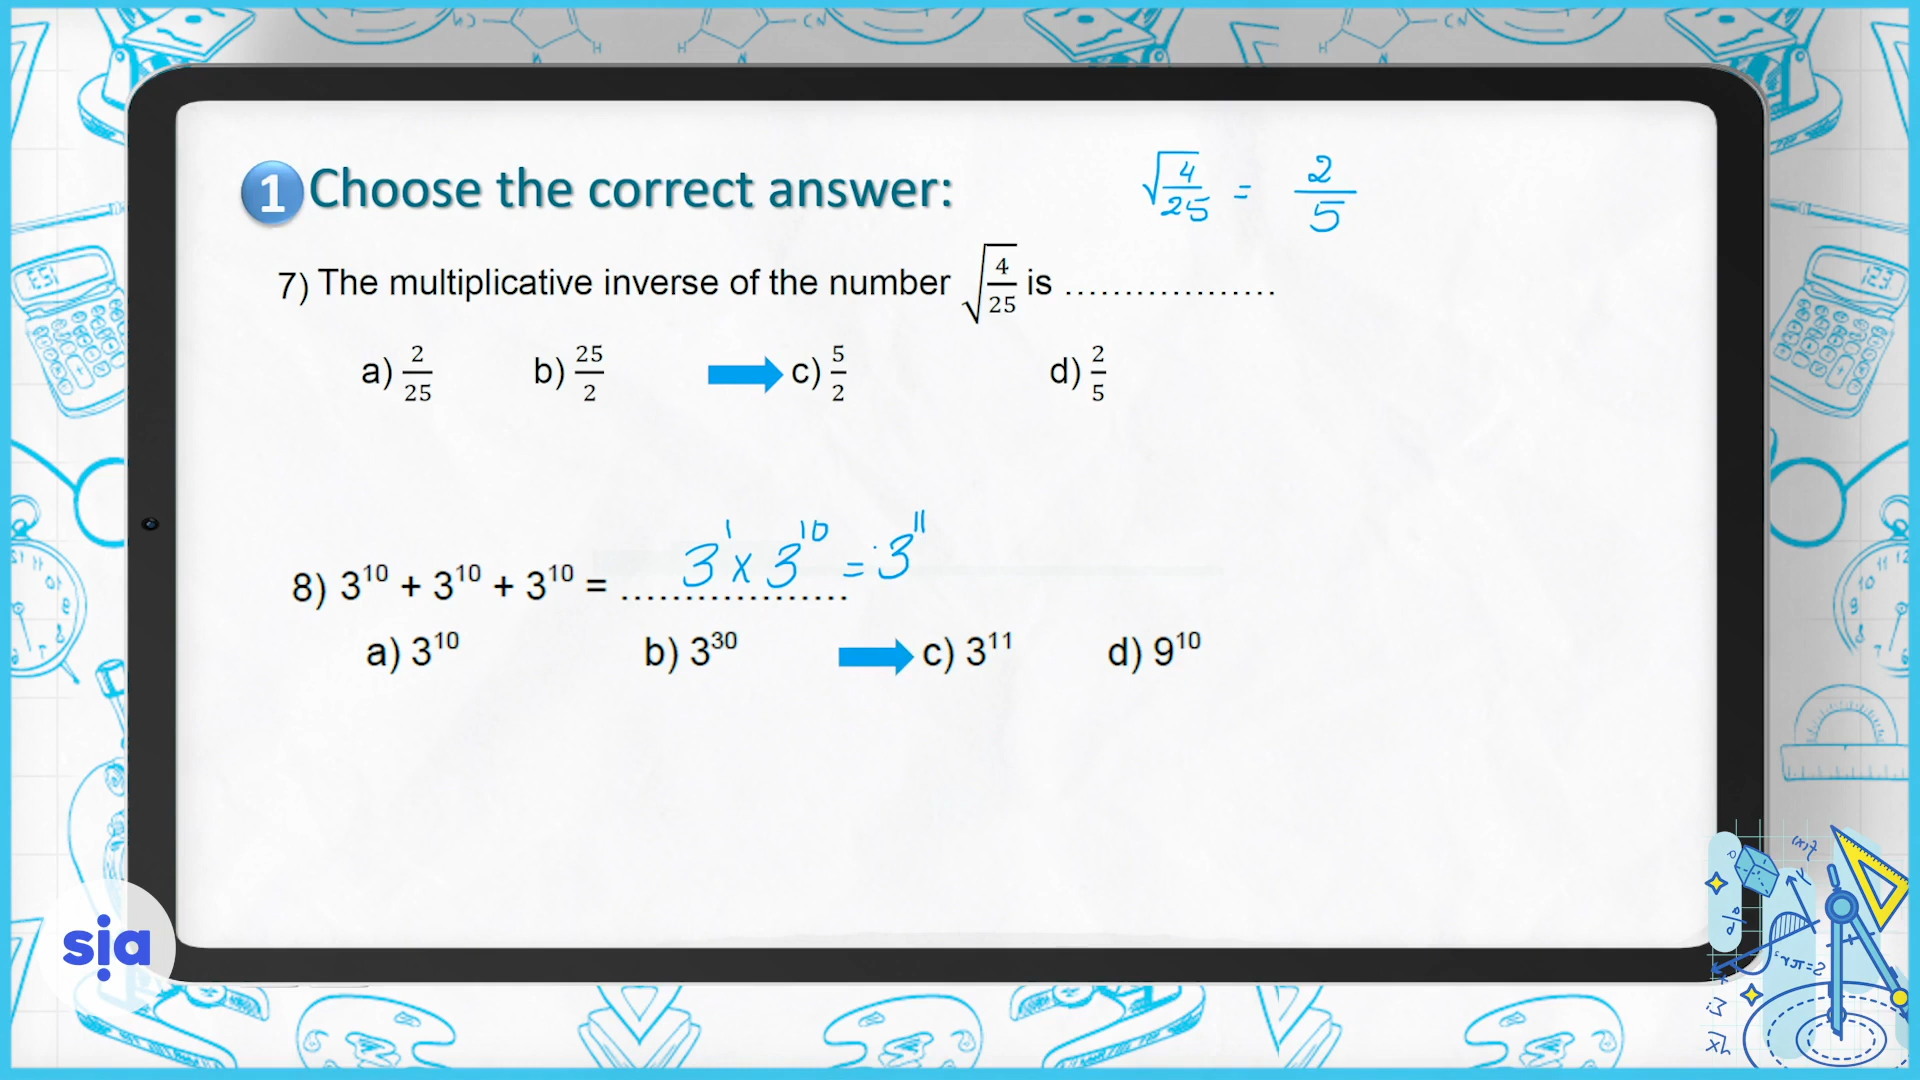 1 Choose the correct answer:
√(4/25) = 2/5
7) The multiplicative inverse of the number √(4/25) is ..................
a) 2/25 b) 25/2 c) 5/2 d) 2/5
3¹ x 3¹⁰ = 3¹¹
8) 3¹⁰ + 3¹⁰ + 3¹⁰ = ..................
a) 3¹⁰ b) 3³⁰ c) 3¹¹ d) 9¹⁰
sia